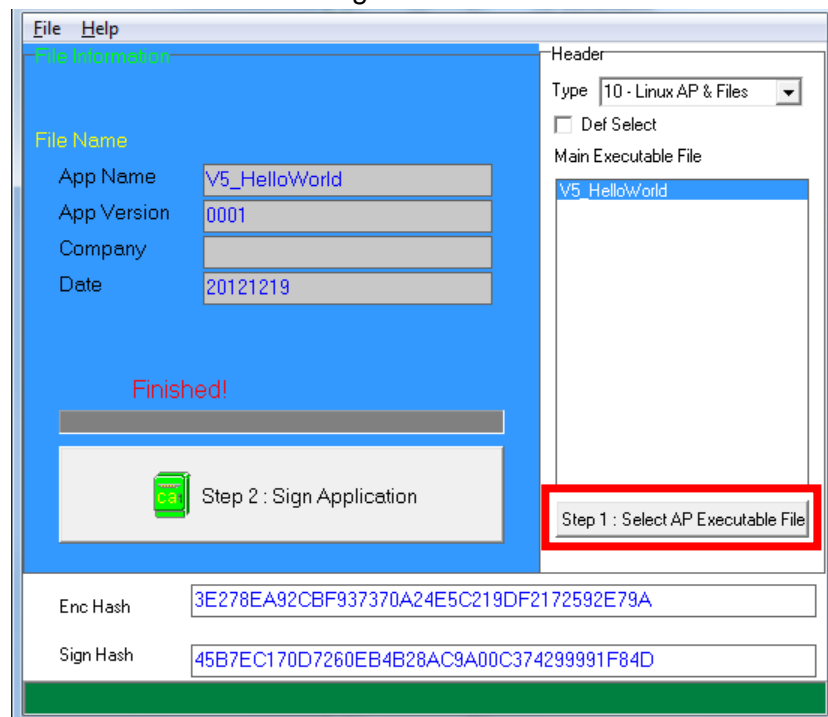 File Help
File Information
File Name
App Name V5_HelloWorld
App Version 0001
Company
Date 20121219
Finished!
ca
Step 2 : Sign Application
Header
Type 10 - Linux AP & Files
Def Select
Main Executable File
V5_HelloWorld
Step 1 : Select AP Executable File
Enc Hash 3E278EA92CBF937370A24E5C219DF2172592E79A
Sign Hash 45B7EC170D7260EB4B28AC9A00C374299991F84D